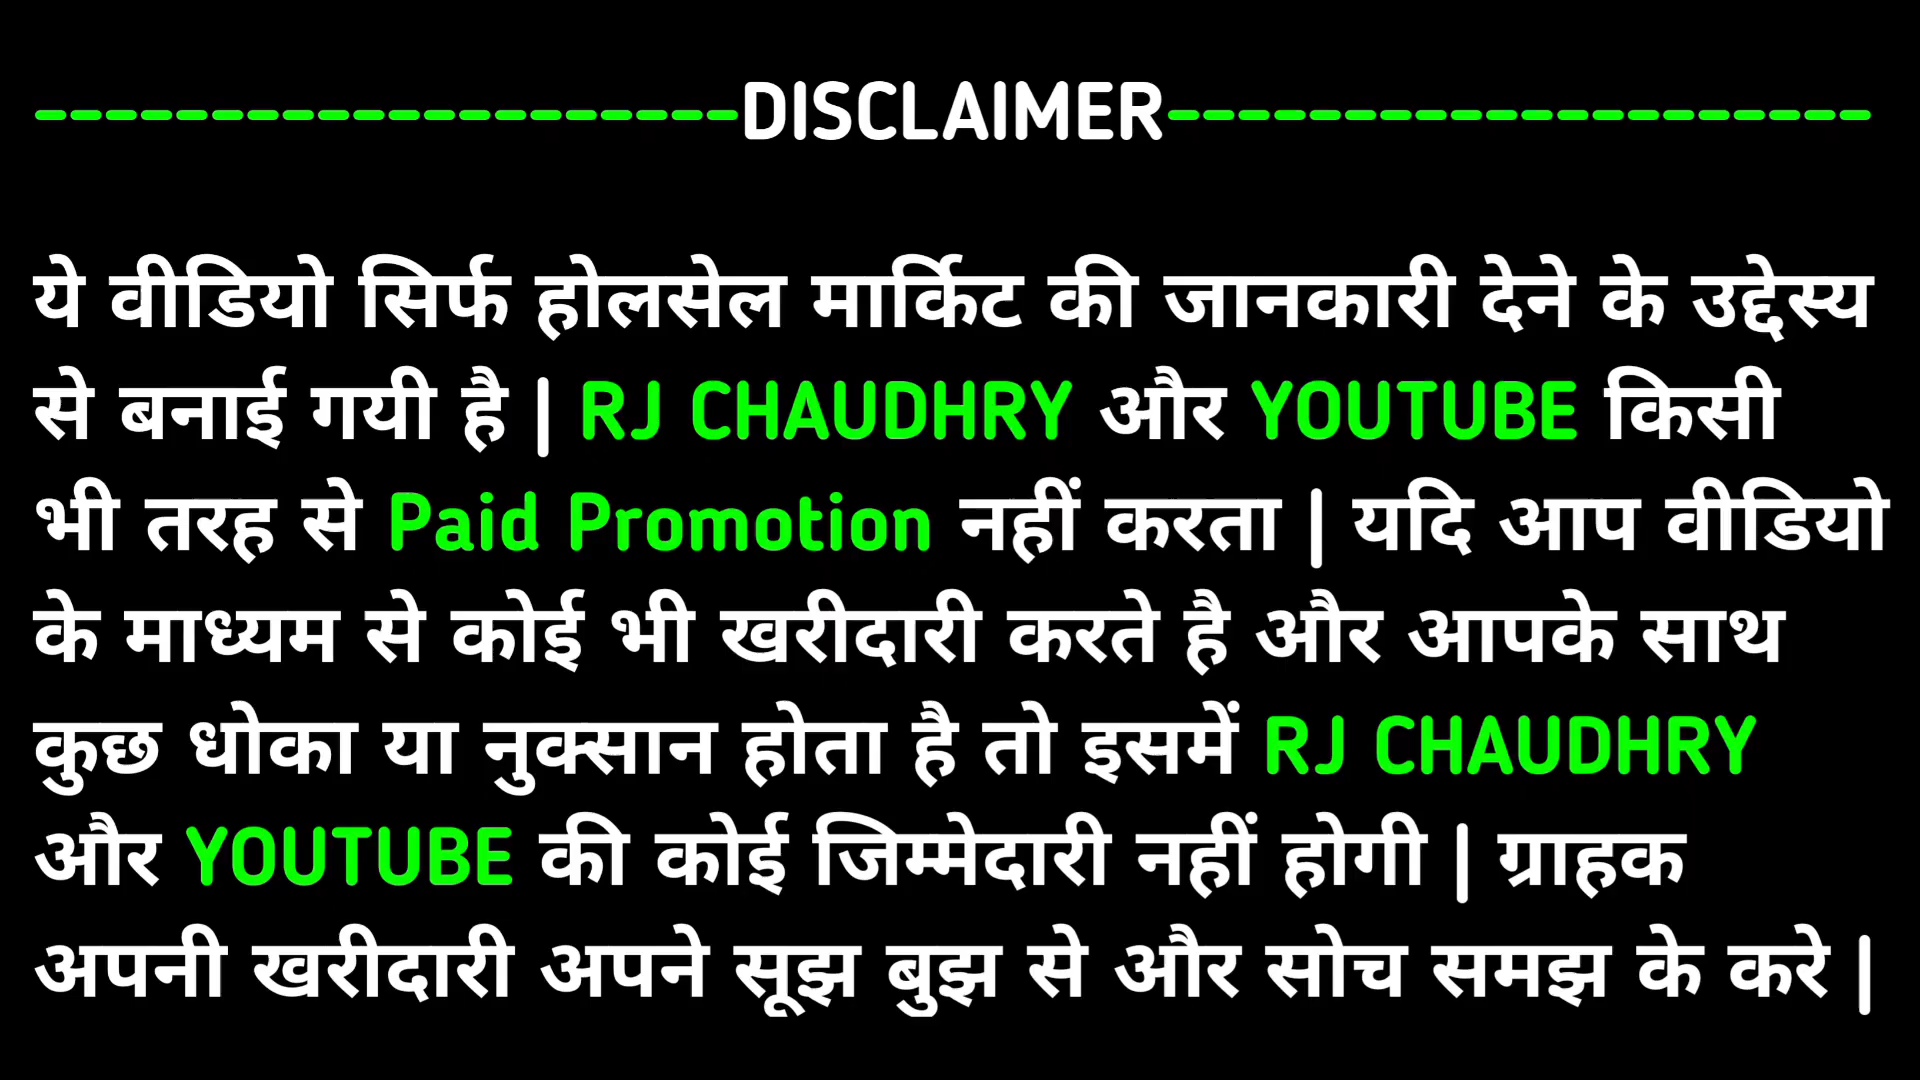 --------------------DISCLAIMER--------------------
ये वीडियो सिर्फ होलसेल मार्किट की जानकारी देने के उद्देस्य
से बनाई गयी है | RJ CHAUDHRY और YOUTUBE किसी
भी तरह से Paid Promotion नहीं करता | यदि आप वीडियो
के माध्यम से कोई भी खरीदारी करते है और आपके साथ
कुछ धोका या नुक्सान होता है तो इसमें RJ CHAUDHRY
और YOUTUBE की कोई जिम्मेदारी नहीं होगी | ग्राहक
अपनी खरीदारी अपने सूझ बुझ से और सोच समझ के करे |